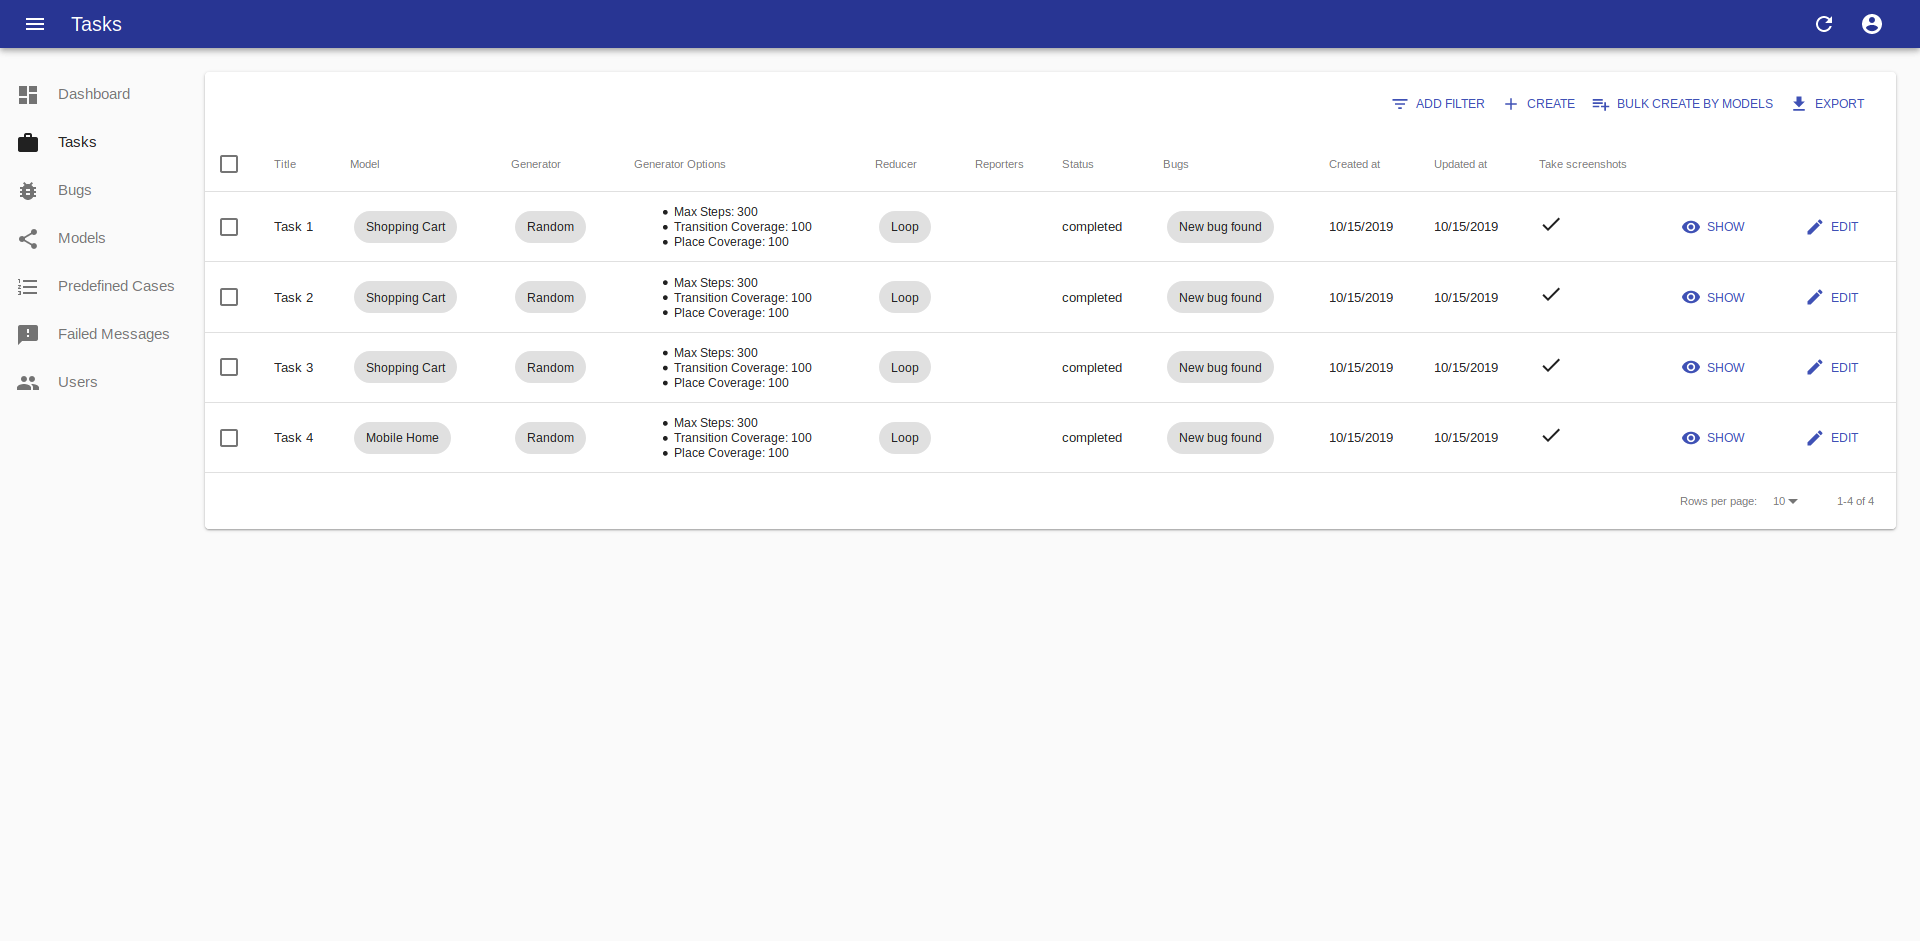 Tasks
Dashboard
Tasks
Bugs
Models
Predefined Cases
Failed Messages
Users
ADD FILTER CREATE BULK CREATE BY MODELS EXPORT
Title Model Generator Generator Options Reducer Reporters Status Bugs Created at Updated at Take screenshots
Task 1 Shopping Cart Random Max Steps: 300
Transition Coverage: 100
Place Coverage: 100 Loop completed New bug found 10/15/2019 10/15/2019 SHOW EDIT
Task 2 Shopping Cart Random Max Steps: 300
Transition Coverage: 100
Place Coverage: 100 Loop completed New bug found 10/15/2019 10/15/2019 SHOW EDIT
Task 3 Shopping Cart Random Max Steps: 300
Transition Coverage: 100
Place Coverage: 100 Loop completed New bug found 10/15/2019 10/15/2019 SHOW EDIT
Task 4 Mobile Home Random Max Steps: 300
Transition Coverage: 100
Place Coverage: 100 Loop completed New bug found 10/15/2019 10/15/2019 SHOW EDIT
Rows per page: 10 1-4 of 4